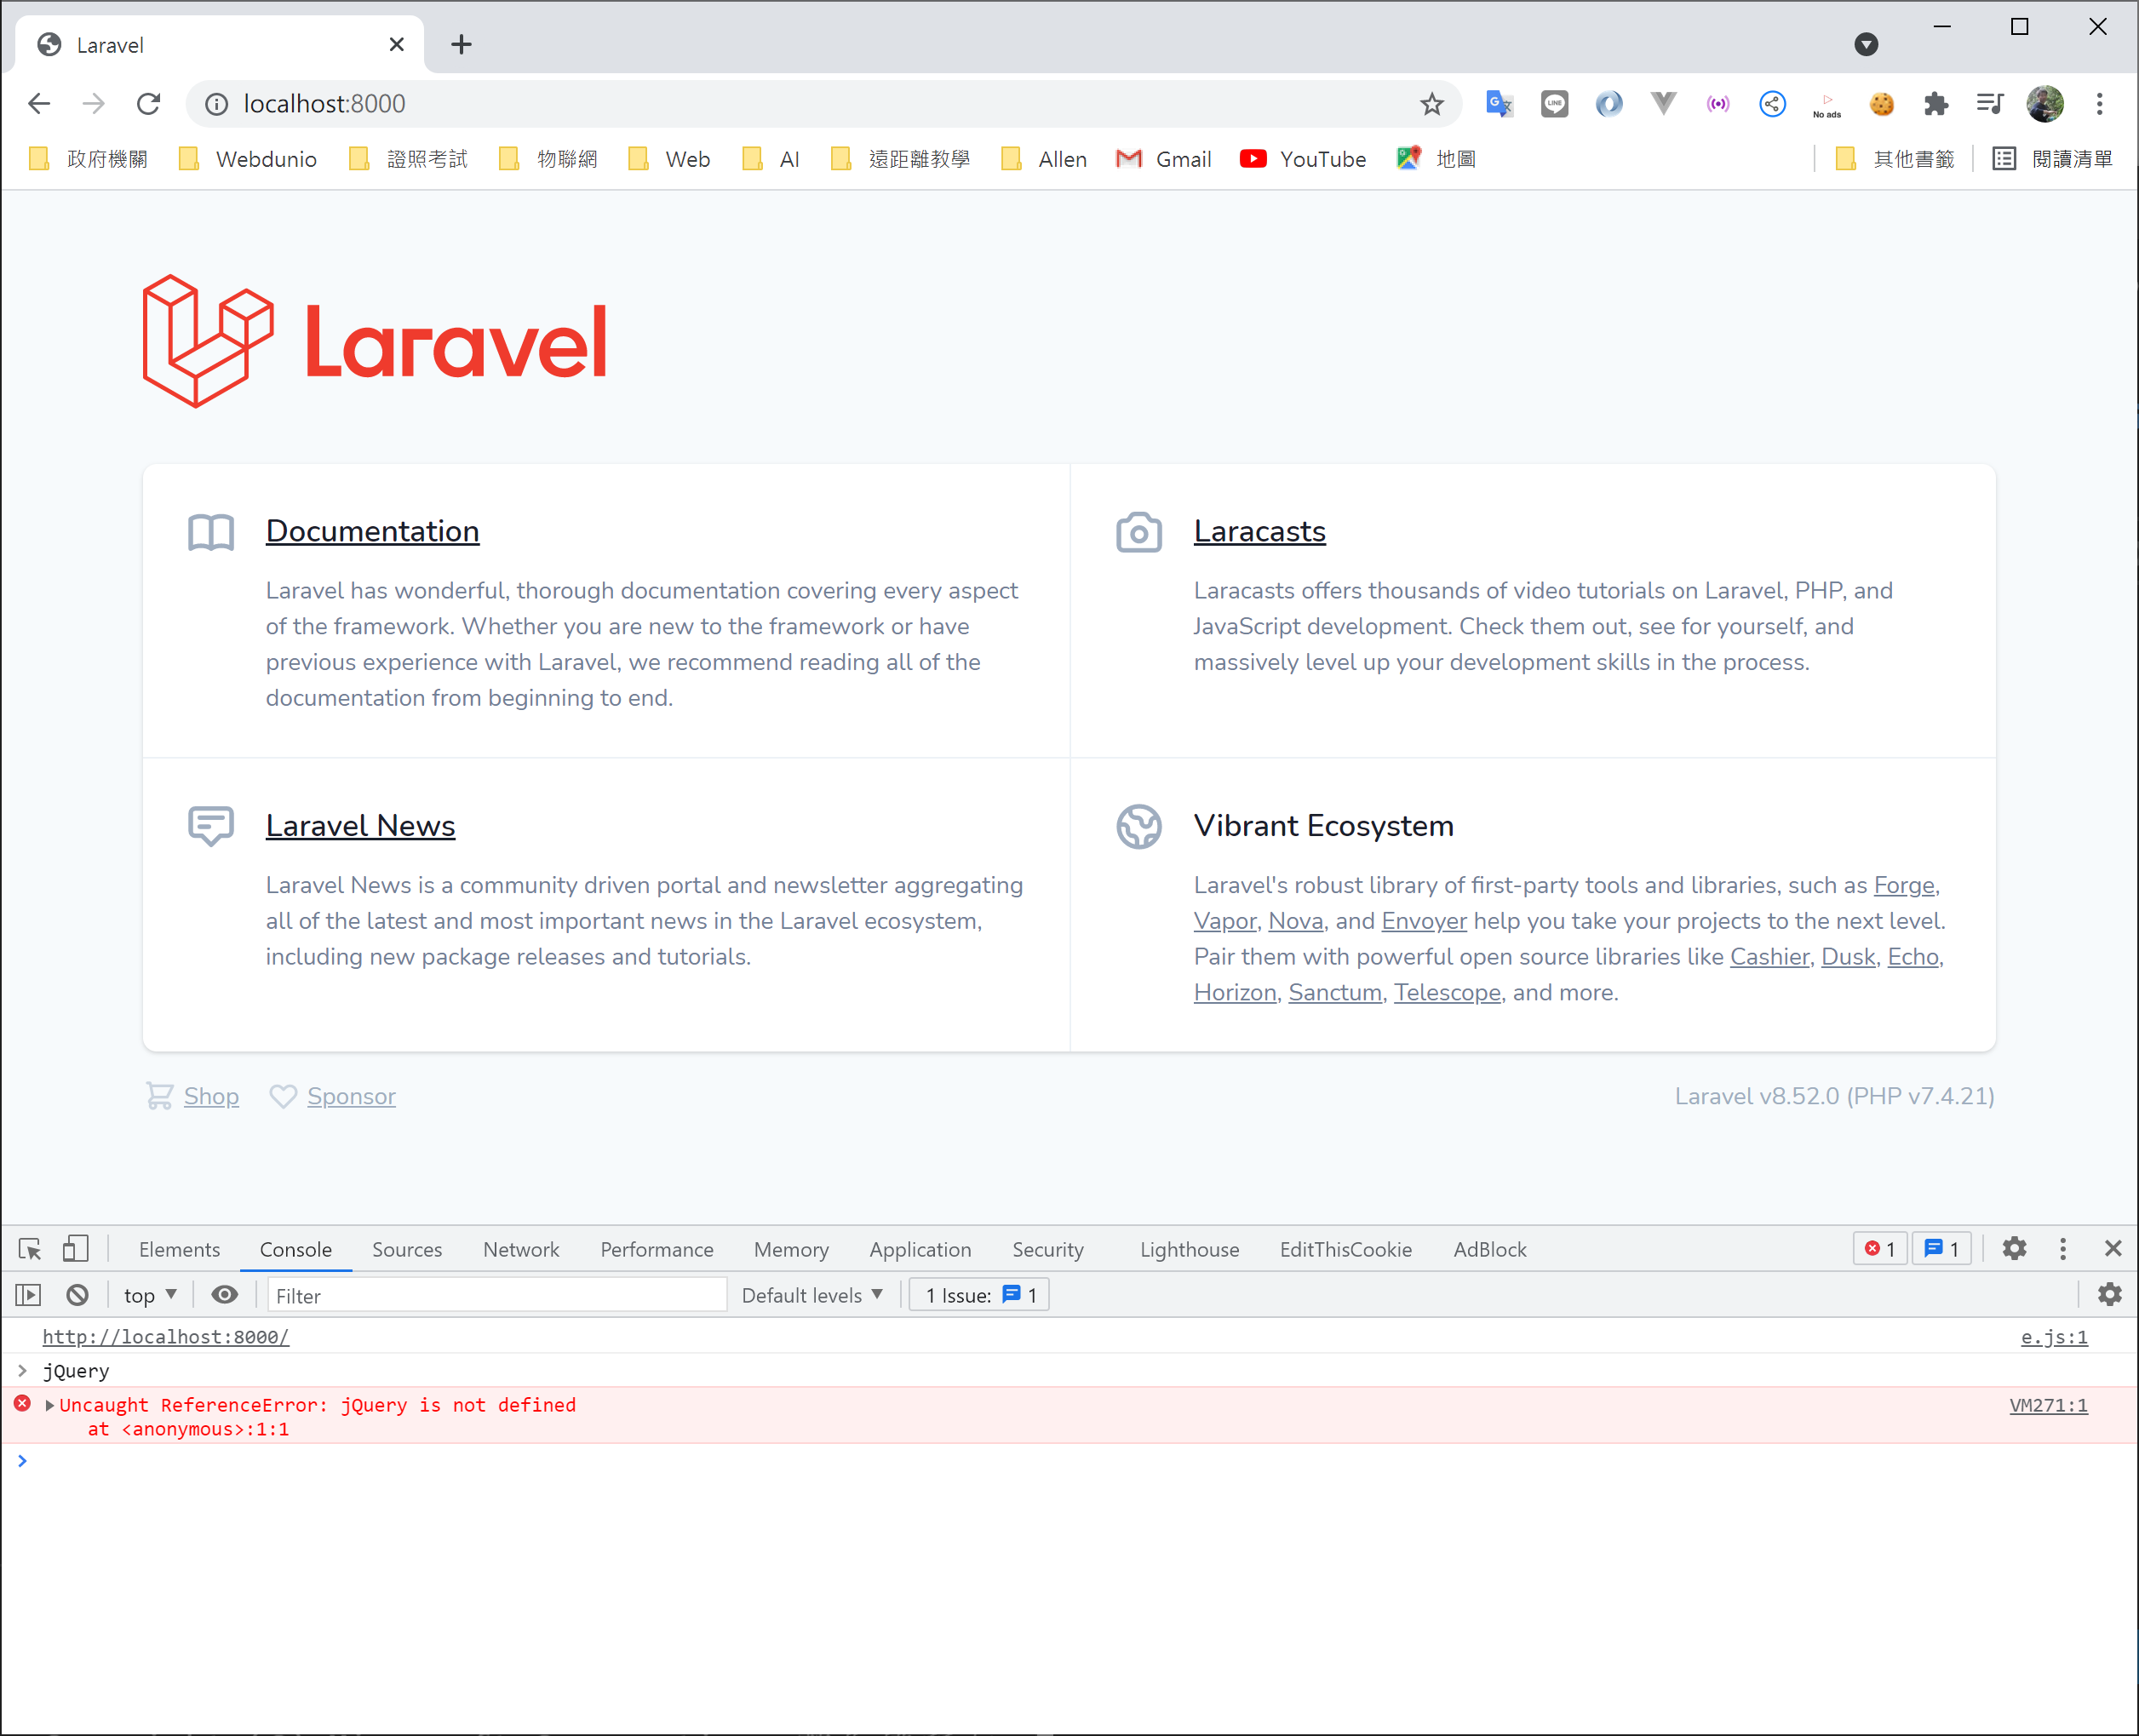 Laravel
localhost:8000
No ads
政府機關 Webdunio 證照考試 物聯網 Web AI 遠距離教學 Allen Gmail YouTube 地圖 其他書籤 閱讀清單
Laravel
Documentation
Laravel has wonderful, thorough documentation covering every aspect
of the framework. Whether you are new to the framework or have
previous experience with Laravel, we recommend reading all of the
documentation from beginning to end.
Laracasts
Laracasts offers thousands of video tutorials on Laravel, PHP, and
JavaScript development. Check them out, see for yourself, and
massively level up your development skills in the process.
Laravel News
Laravel News is a community driven portal and newsletter aggregating
all of the latest and most important news in the Laravel ecosystem,
including new package releases and tutorials.
Vibrant Ecosystem
Laravel's robust library of first-party tools and libraries, such as Forge,
Vapor, Nova, and Envoyer help you take your projects to the next level.
Pair them with powerful open source libraries like Cashier, Dusk, Echo,
Horizon, Sanctum, Telescope, and more.
Shop Sponsor Laravel v8.52.0 (PHP v7.4.21)
Elements Console Sources Network Performance Memory Application Security Lighthouse EditThisCookie AdBlock 1 1
top Filter Default levels 1 Issue: 1
http://localhost:8000/ e.js:1
jQuery
Uncaught ReferenceError: jQuery is not defined VM271:1
at <anonymous>:1:1